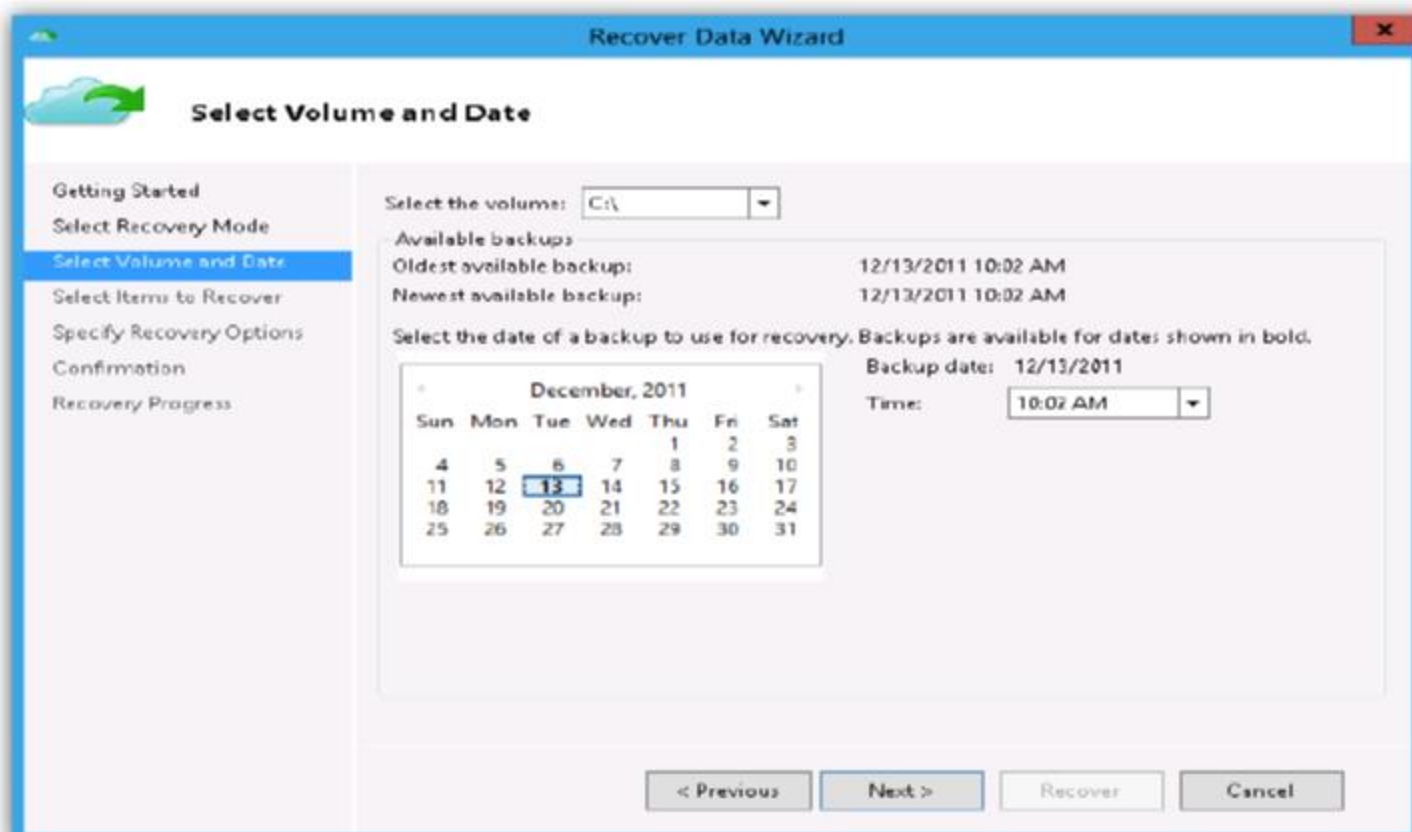 Recover Data Wizard
Select Volume and Date
Getting Started
Select Recovery Mode
Select Volume and Date
Select Items to Recover
Specify Recovery Options
Confirmation
Recovery Progress
Select the volume: C:\
Available backups
Oldest available backup: 12/13/2011 10:02 AM
Newest available backup: 12/13/2011 10:02 AM
Select the date of a backup to use for recovery. Backups are available for dates shown in bold.
Backup date: 12/13/2011
Time: 10:02 AM
December, 2011
Sun Mon Tue Wed Thu Fri Sat
1 2 3
4 5 6 7 8 9 10
11 12 13 14 15 16 17
18 19 20 21 22 23 24
25 26 27 28 29 30 31
< Previous Next > Recover Cancel